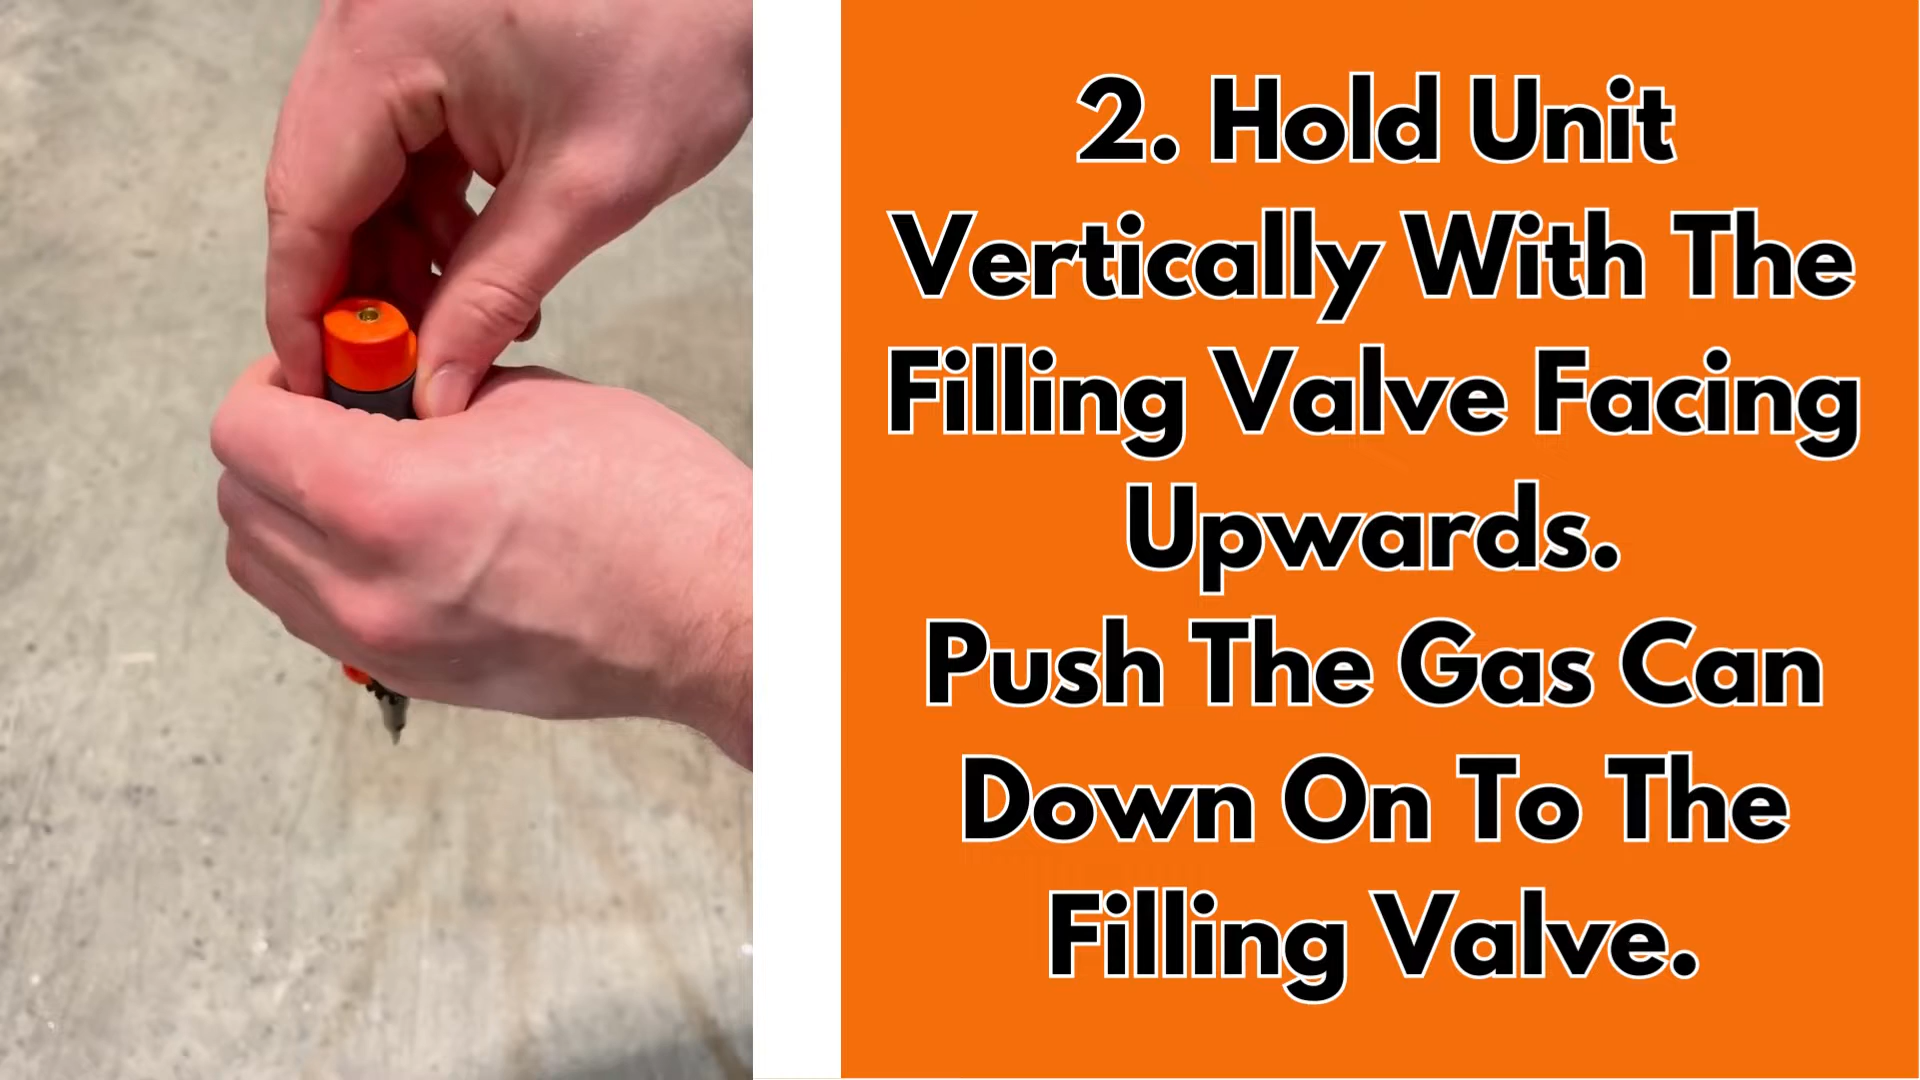 2. Hold Unit
Vertically With The
Filling Valve Facing
Upwards.
Push The Gas Can
Down On To The
Filling Valve.